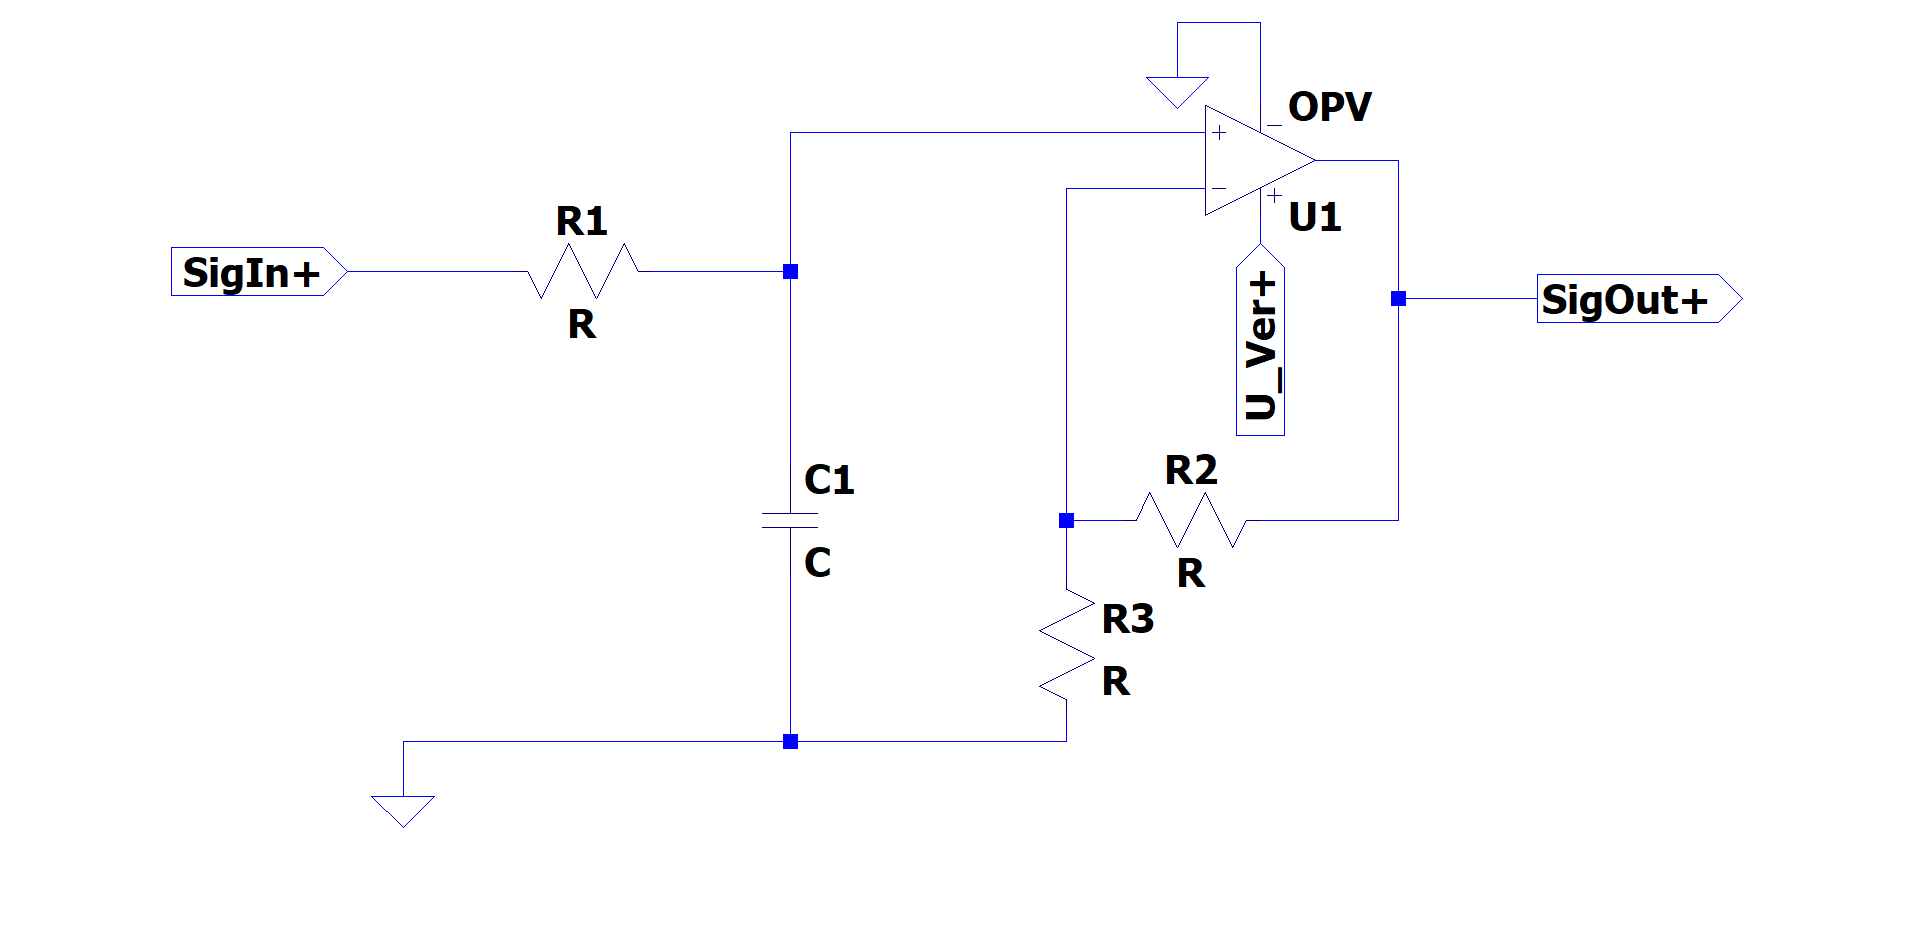 OPV
U1
R1
SigIn+
R
U_Ver+
SigOut+
C1
C
R2
R
R3
R